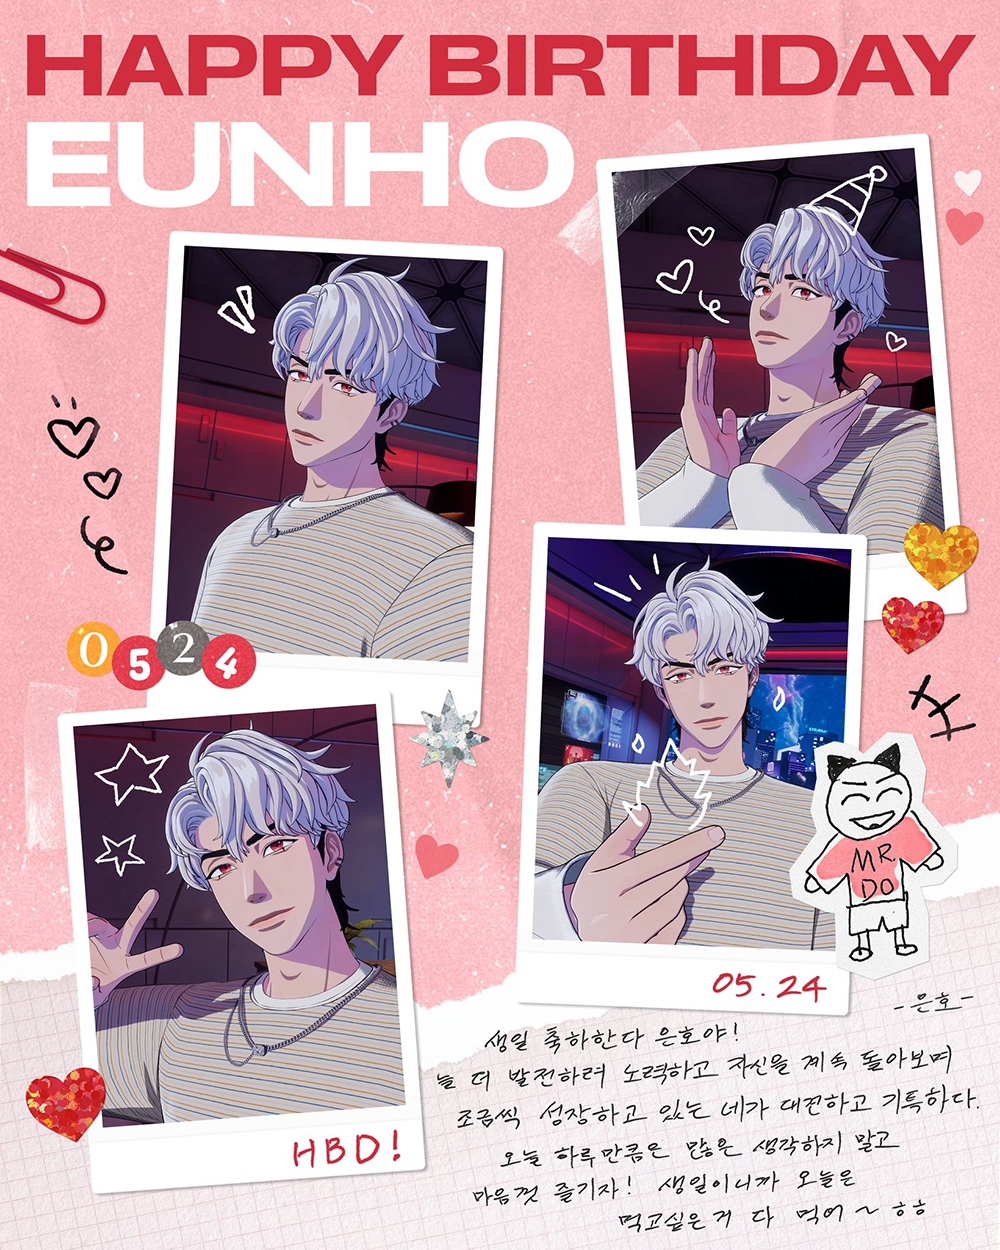 HAPPY BIRTHDAY
EUNHO
0524
MR.
DO
05.24
HBD!
-은호-
생일 축하한다 은호야!
늘 더 발전하려 노력하고 자신을 계속 돌아보며
조금씩 성장하고 있는 네가 대견하고 기특하다.
오늘 하루만큼은 많은 생각하지 말고
마음껏 즐기자! 생일이니까 오늘은
먹고싶은거 다 먹어~ ㅎㅎ